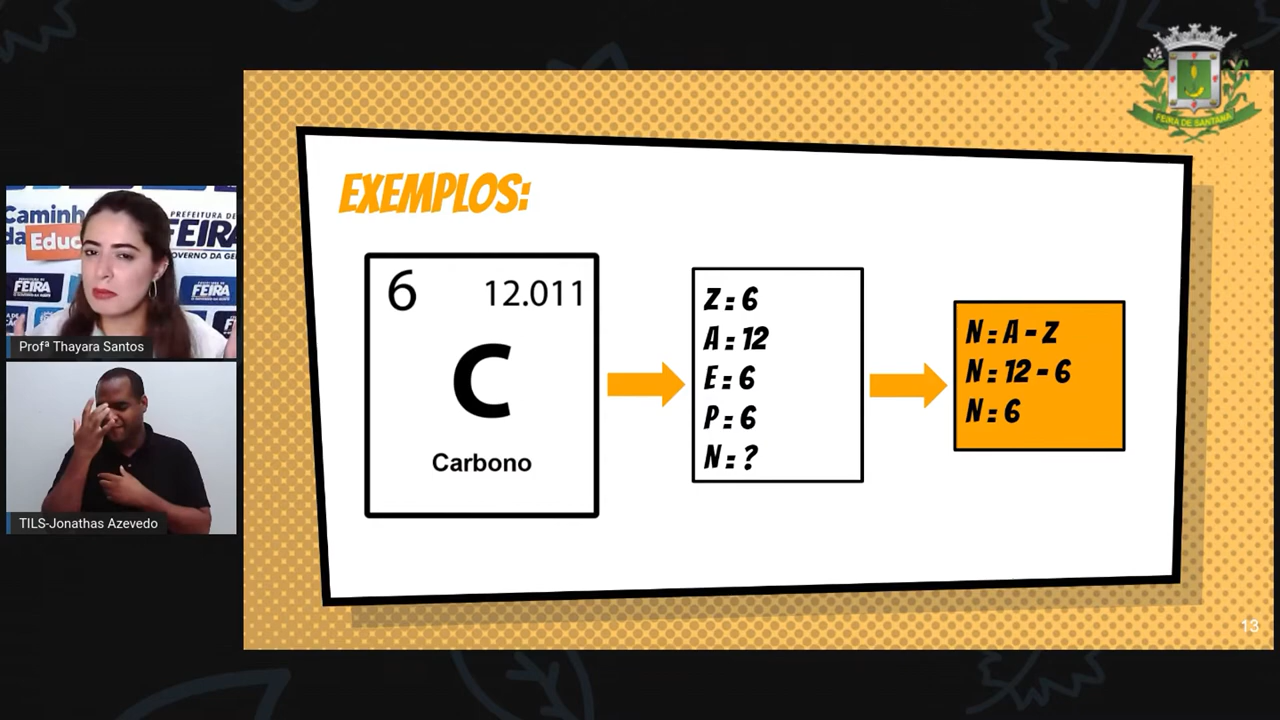 FEIRA DE SANTANA
EXEMPLOS:
6
12.011
C
Carbono
Z = 6
A = 12
E = 6
P = 6
N = ?
N = A - Z
N = 12 - 6
N = 6
13
Caminh
da Educ
PREFEITURA DE
FEIRA
GOVERNO DA GE
FEIRA
FEIRA
Profª Thayara Santos
TILS-Jonathas Azevedo